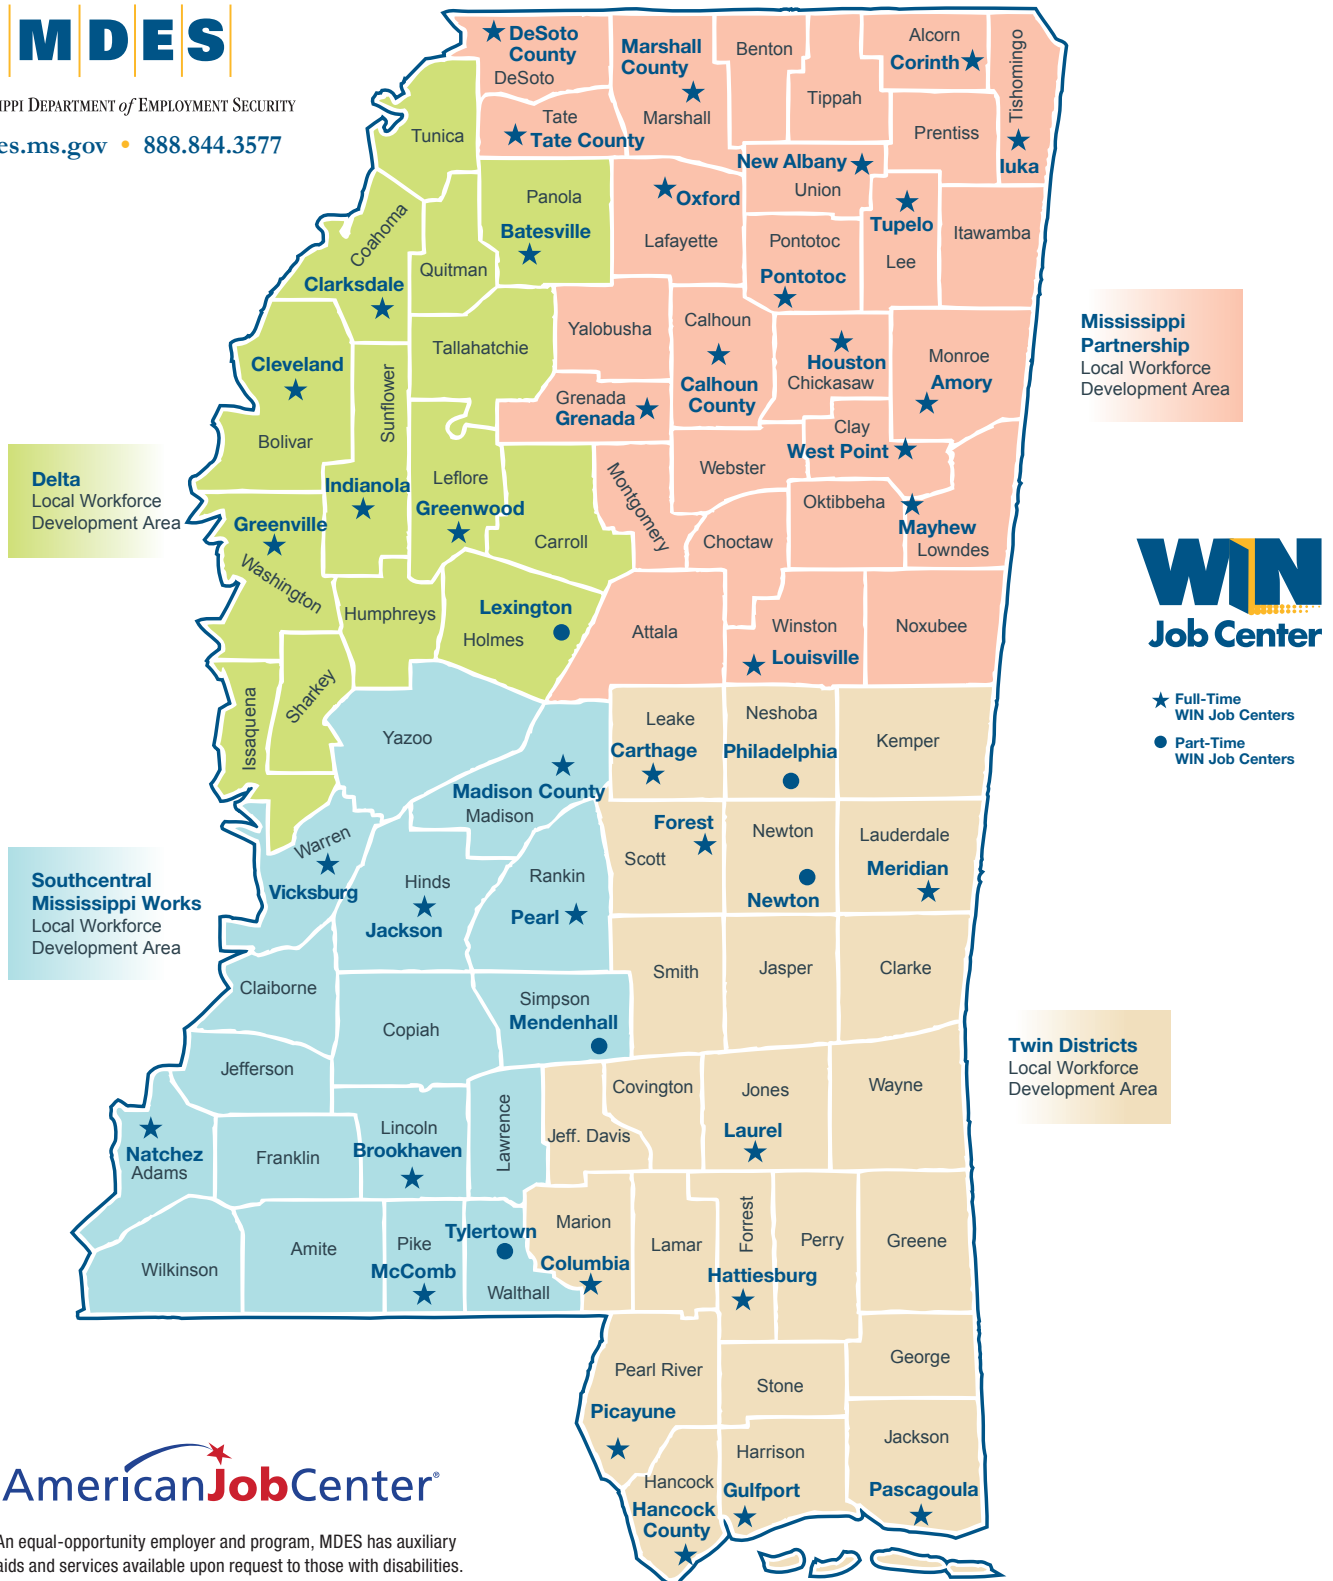 MDES
IPPI DEPARTMENT of EMPLOYMENT SECURITY
es.ms.gov • 888.844.3577
DeSoto
County
DeSoto
Marshall
County
Marshall
Benton
Tippah
Alcorn
Corinth
Tishomingo
Iuka
Prentiss
Tate
Tate County
Tunica
New Albany
Union
Oxford
Lafayette
Panola
Batesville
Coahoma
Clarksdale
Quitman
Tupelo
Lee
Itawamba
Pontotoc
Pontotoc
Yalobusha
Calhoun
Calhoun
County
Houston
Chickasaw
Monroe
Amory
Tallahatchie
Cleveland
Bolivar
Sunflower
Indianola
Grenada
Grenada
Clay
West Point
Webster
Montgomery
Oktibbeha
Mayhew
Lowndes
Choctaw
Leflore
Greenwood
Carroll
Greenville
Washington
Humphreys
Lexington
Holmes
Attala
Winston
Louisville
Noxubee
Issaquena
Sharkey
Yazoo
Madison County
Madison
Leake
Carthage
Neshoba
Philadelphia
Kemper
Warren
Vicksburg
Hinds
Jackson
Rankin
Pearl
Forest
Scott
Newton
Newton
Lauderdale
Meridian
Claiborne
Copiah
Simpson
Mendenhall
Smith
Jasper
Clarke
Jefferson
Natchez
Adams
Franklin
Lincoln
Brookhaven
Lawrence
Jeff. Davis
Covington
Jones
Laurel
Wayne
Wilkinson
Amite
Pike
McComb
Tylertown
Walthall
Marion
Columbia
Lamar
Forrest
Hattiesburg
Perry
Greene
Pearl River
Picayune
Stone
George
Hancock
Hancock
County
Harrison
Gulfport
Jackson
Pascagoula
Mississippi
Partnership
Local Workforce
Development Area
Delta
Local Workforce
Development Area
Southcentral
Mississippi Works
Local Workforce
Development Area
Twin Districts
Local Workforce
Development Area
WIN
Job Center
Full-Time
WIN Job Centers
Part-Time
WIN Job Centers
AmericanJobCenter®
An equal-opportunity employer and program, MDES has auxiliary
aids and services available upon request to those with disabilities.